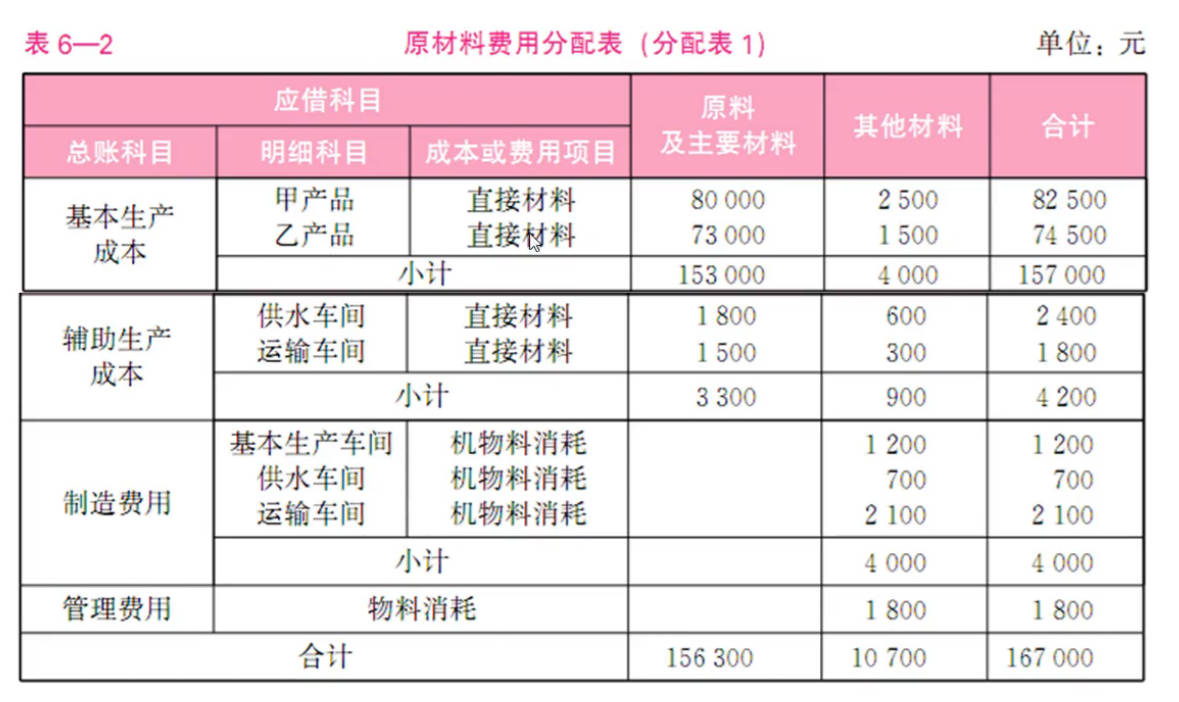 表 6—2 原材料费用分配表（分配表 1） 单位：元
应借科目 原料及主要材料 其他材料 合计
总账科目 明细科目 成本或费用项目
基本生产成本 甲产品 直接材料 80 000 2 500 82 500
乙产品 直接材料 73 000 1 500 74 500
小计 153 000 4 000 157 000
辅助生产成本 供水车间 直接材料 1 800 600 2 400
运输车间 直接材料 1 500 300 1 800
小计 3 300 900 4 200
制造费用 基本生产车间 机物料消耗 1 200 1 200
供水车间 机物料消耗 700 700
运输车间 机物料消耗 2 100 2 100
小计 4 000 4 000
管理费用 物料消耗 1 800 1 800
合计 156 300 10 700 167 000